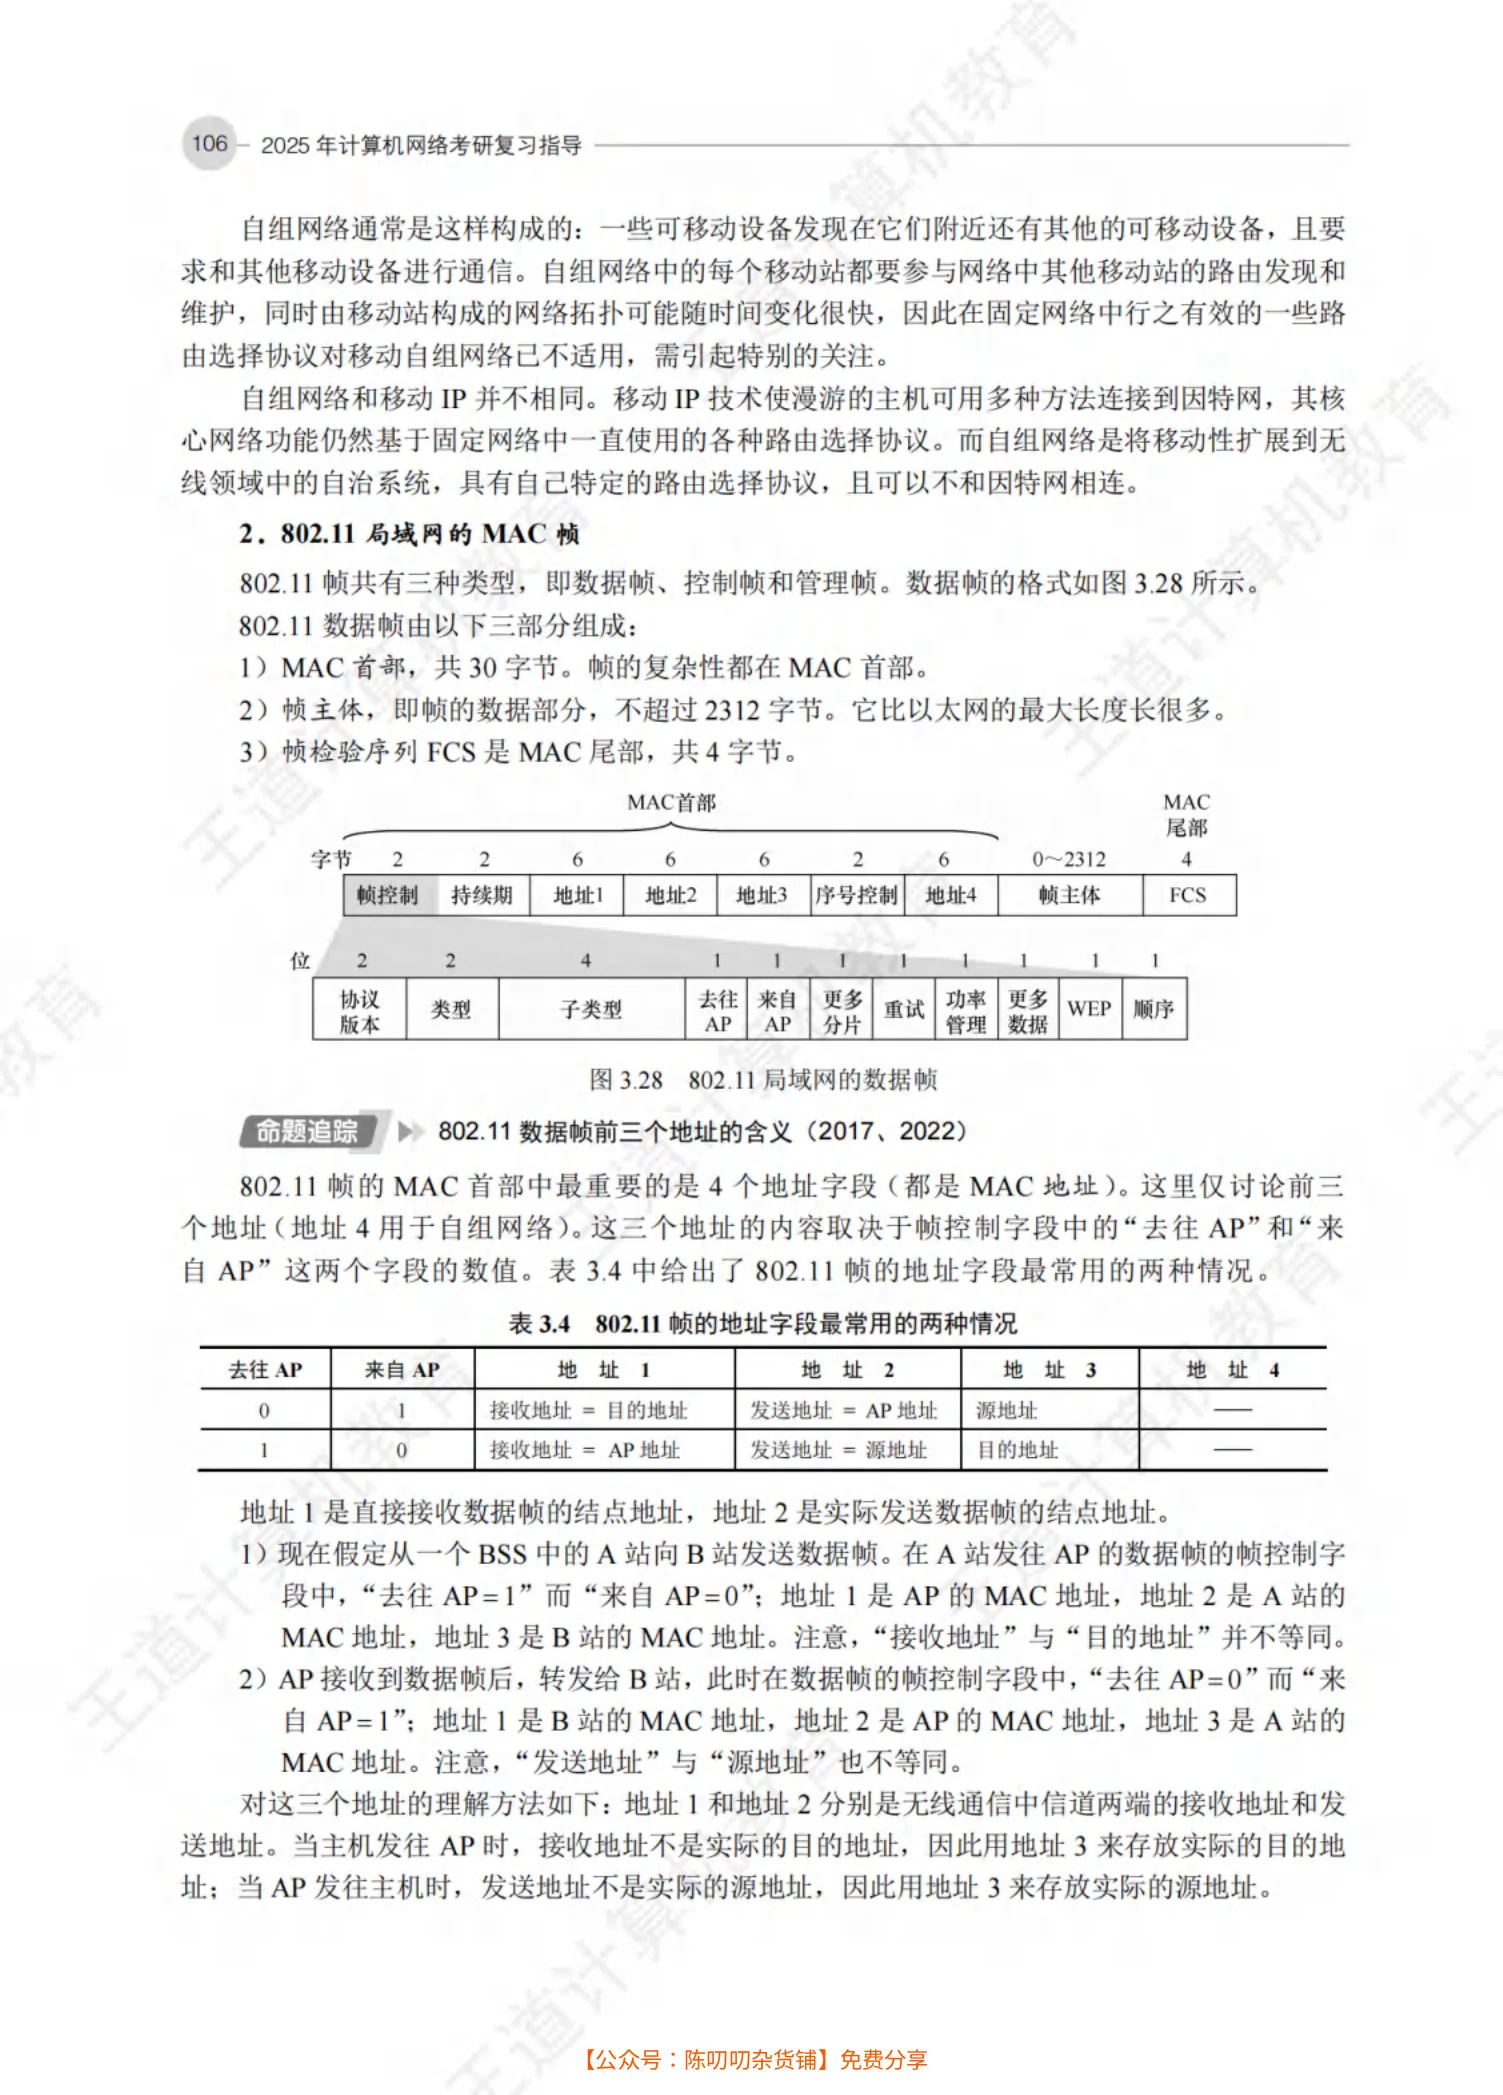 106 2025 年计算机网络考研复习指导
自组网络通常是这样构成的：一些可移动设备发现在它们附近还有其他的可移动设备，且要
求和其他移动设备进行通信。自组网络中的每个移动站都要参与网络中其他移动站的路由发现和
维护，同时由移动站构成的网络拓扑可能随时间变化很快，因此在固定网络中行之有效的一些路
由选择协议对移动自组网络已不适用，需引起特别的关注。
自组网络和移动 IP 并不相同。移动 IP 技术使漫游的主机可用多种方法连接到因特网，其核
心网络功能仍然基于固定网络中一直使用的各种路由选择协议。而自组网络是将移动性扩展到无
线领域中的自治系统，具有自己特定的路由选择协议，且可以不和因特网相连。
2．802.11 局域网的 MAC 帧
802.11 帧共有三种类型，即数据帧、控制帧和管理帧。数据帧的格式如图 3.28 所示。
802.11 数据帧由以下三部分组成：
1）MAC 首部，共 30 字节。帧的复杂性都在 MAC 首部。
2）帧主体，即帧的数据部分，不超过 2312 字节。它比以太网的最大长度长很多。
3）帧检验序列 FCS 是 MAC 尾部，共 4 字节。
MAC首部 MAC
尾部
字节 2 2 6 6 6 2 6 0～2312 4
帧控制 持续期 地址1 地址2 地址3 序号控制 地址4 帧主体 FCS
位 2 2 4 1 1 1 1 1 1 1 1
协议版本 类型 子类型 去往AP 来自AP 更多分片 重试 功率管理 更多数据 WEP 顺序
图 3.28 802.11 局域网的数据帧
命题追踪 802.11 数据帧前三个地址的含义（2017、2022）
802.11 帧的 MAC 首部中最重要的是 4 个地址字段（都是 MAC 地址）。这里仅讨论前三
个地址（地址 4 用于自组网络）。这三个地址的内容取决于帧控制字段中的“去往 AP”和“来
自 AP”这两个字段的数值。表 3.4 中给出了 802.11 帧的地址字段最常用的两种情况。
表 3.4 802.11 帧的地址字段最常用的两种情况
去往 AP 来自 AP 地 址 1 地 址 2 地 址 3 地 址 4
0 1 接收地址 = 目的地址 发送地址 = AP 地址 源地址 ——
1 0 接收地址 = AP 地址 发送地址 = 源地址 目的地址 ——
地址 1 是直接接收数据帧的结点地址，地址 2 是实际发送数据帧的结点地址。
1）现在假定从一个 BSS 中的 A 站向 B 站发送数据帧。在 A 站发往 AP 的数据帧的帧控制字
段中，“去往 AP=1”而“来自 AP=0”；地址 1 是 AP 的 MAC 地址，地址 2 是 A 站的
MAC 地址，地址 3 是 B 站的 MAC 地址。注意，“接收地址”与“目的地址”并不等同。
2）AP 接收到数据帧后，转发给 B 站，此时在数据帧的帧控制字段中，“去往 AP=0”而“来
自 AP=1”；地址 1 是 B 站的 MAC 地址，地址 2 是 AP 的 MAC 地址，地址 3 是 A 站的
MAC 地址。注意，“发送地址”与“源地址”也不等同。
对这三个地址的理解方法如下：地址 1 和地址 2 分别是无线通信中信道两端的接收地址和发
送地址。当主机发往 AP 时，接收地址不是实际的目的地址，因此用地址 3 来存放实际的目的地
址；当 AP 发往主机时，发送地址不是实际的源地址，因此用地址 3 来存放实际的源地址。
【公众号：陈叨叨杂货铺】免费分享
王道计算机教育